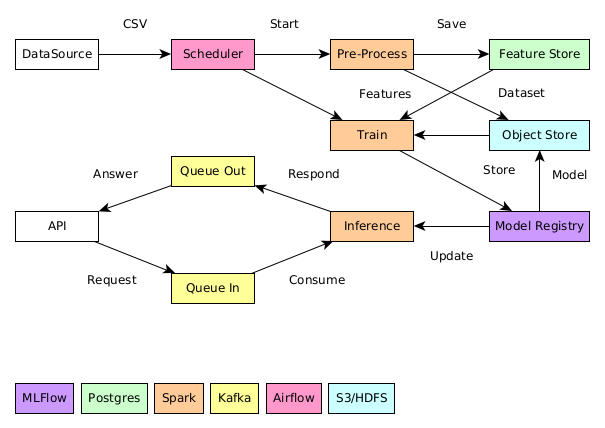 CSV
Start
Save
DataSource
Scheduler
Pre-Process
Feature Store
Features
Dataset
Train
Object Store
Answer
Queue Out
Respond
Store
Model
API
Inference
Model Registry
Update
Request
Queue In
Consume
MLFlow
Postgres
Spark
Kafka
Airflow
S3/HDFS